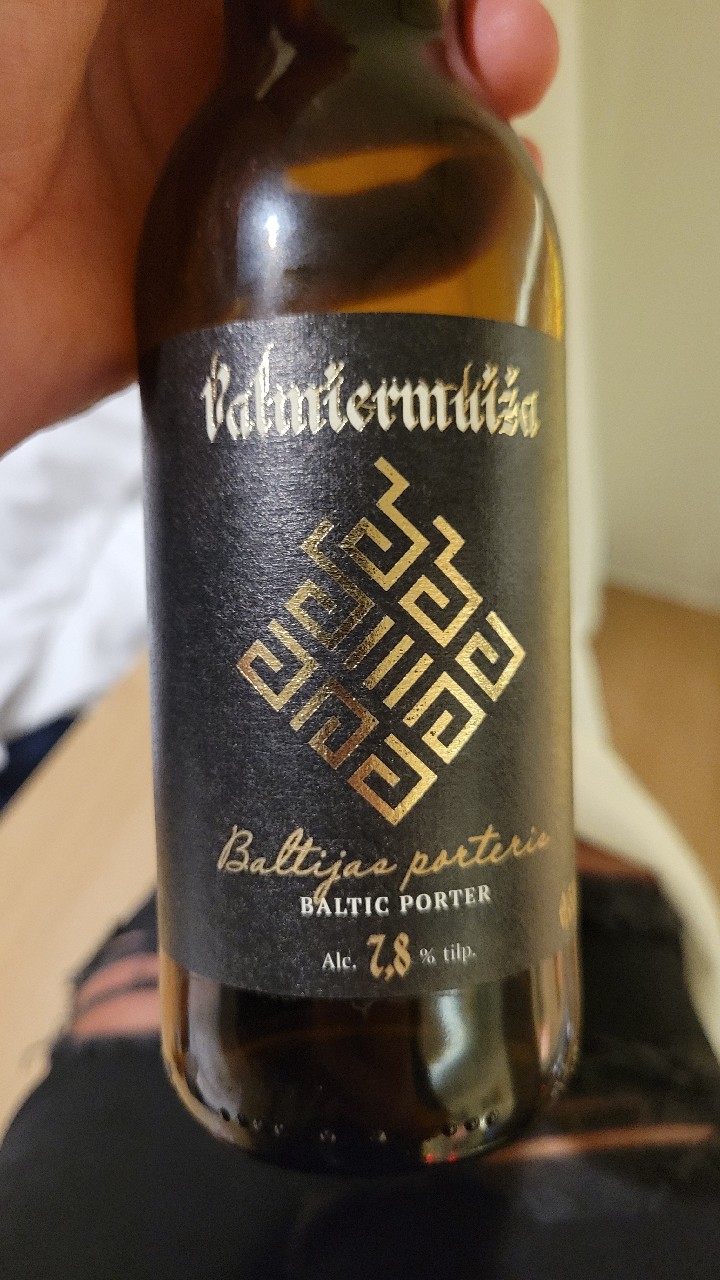 Valmiermuiža
Baltijas porteris
BALTIC PORTER
Alc. 7,8 % tilp.